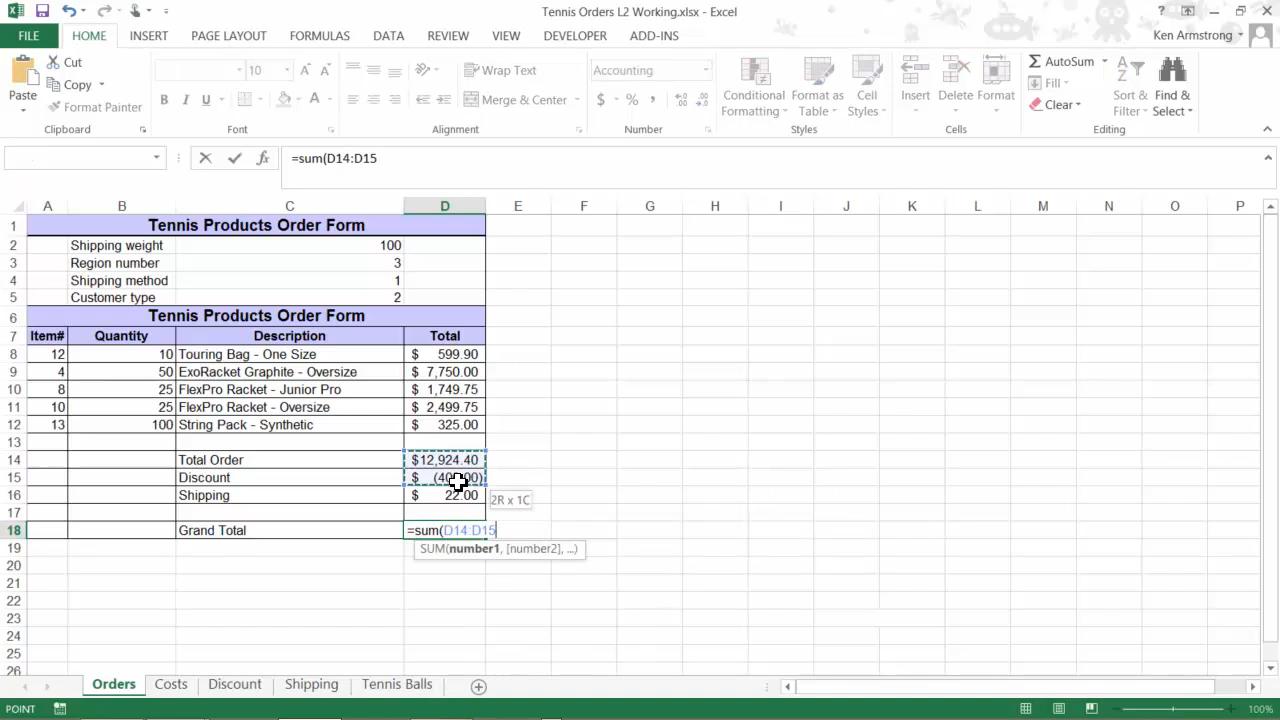 Tennis Orders L2 Working.xlsx - Excel
?
FILE HOME INSERT PAGE LAYOUT FORMULAS DATA REVIEW VIEW DEVELOPER ADD-INS Ken Armstrong
Paste Cut Copy Format Painter
10 A A
B I U A
Wrap Text
Merge & Center
Accounting
$ % ,
Conditional Formatting Format as Table Cell Styles
Insert Delete Format
AutoSum Fill Clear
Sort & Filter Find & Select
Clipboard Font Alignment Number Styles Cells Editing
fx =sum(D14:D15
A B C D E F G H I J K L M N O P
1 Tennis Products Order Form
2 Shipping weight 100
3 Region number 3
4 Shipping method 1
5 Customer type 2
6 Tennis Products Order Form
7 Item# Quantity Description Total
8 12 10 Touring Bag - One Size $ 599.90
9 4 50 ExoRacket Graphite - Oversize $ 7,750.00
10 8 25 FlexPro Racket - Junior Pro $ 1,749.75
11 10 25 FlexPro Racket - Oversize $ 2,499.75
12 13 100 String Pack - Synthetic $ 325.00
13
14 Total Order $12,924.40
15 Discount $
16 Shipping $ 22.00 2R x 1C
17
18 Grand Total =sum(D14:D15
19 SUM(number1, [number2], ...)
20
21
22
23
24
25
26
Orders Costs Discount Shipping Tennis Balls
POINT 100%